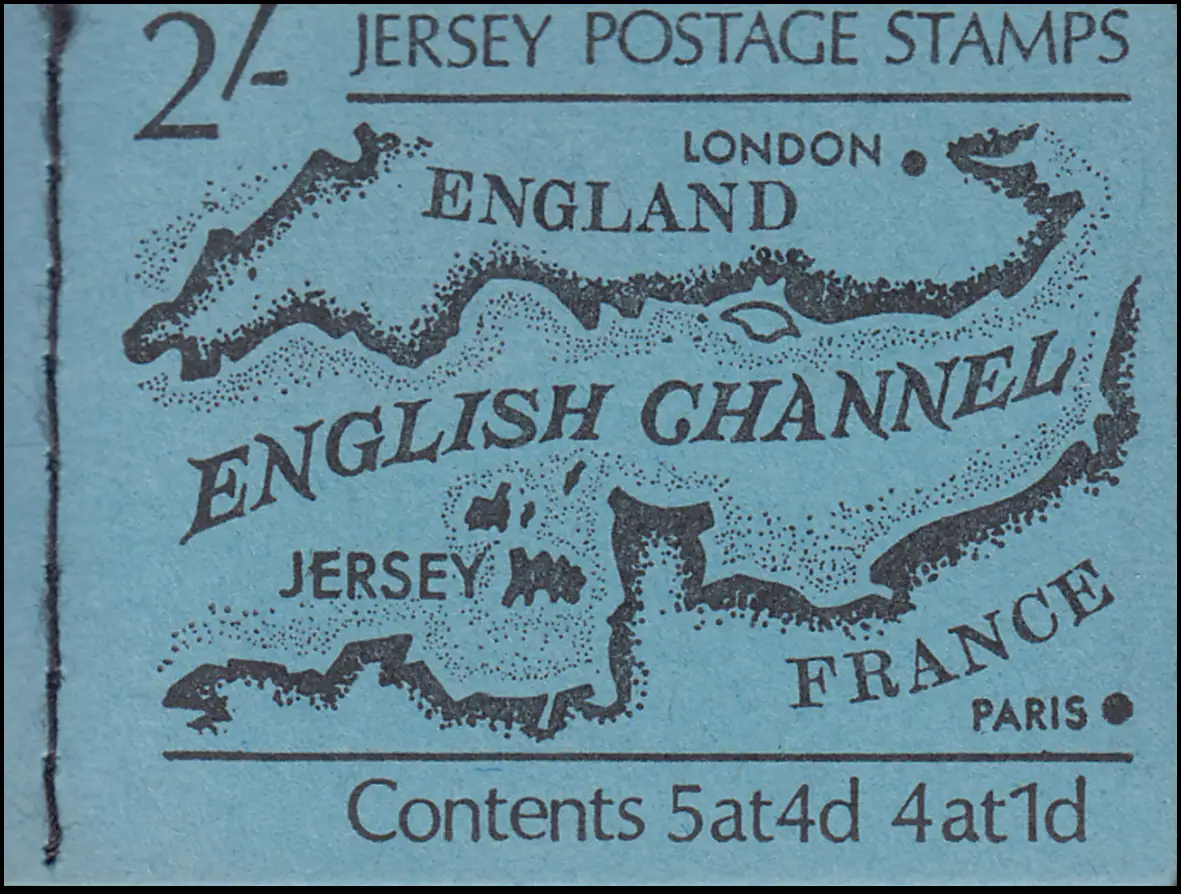 2/-
JERSEY POSTAGE STAMPS
LONDON
ENGLAND
ENGLISH CHANNEL
JERSEY
FRANCE
PARIS
Contents 5at4d 4at1d